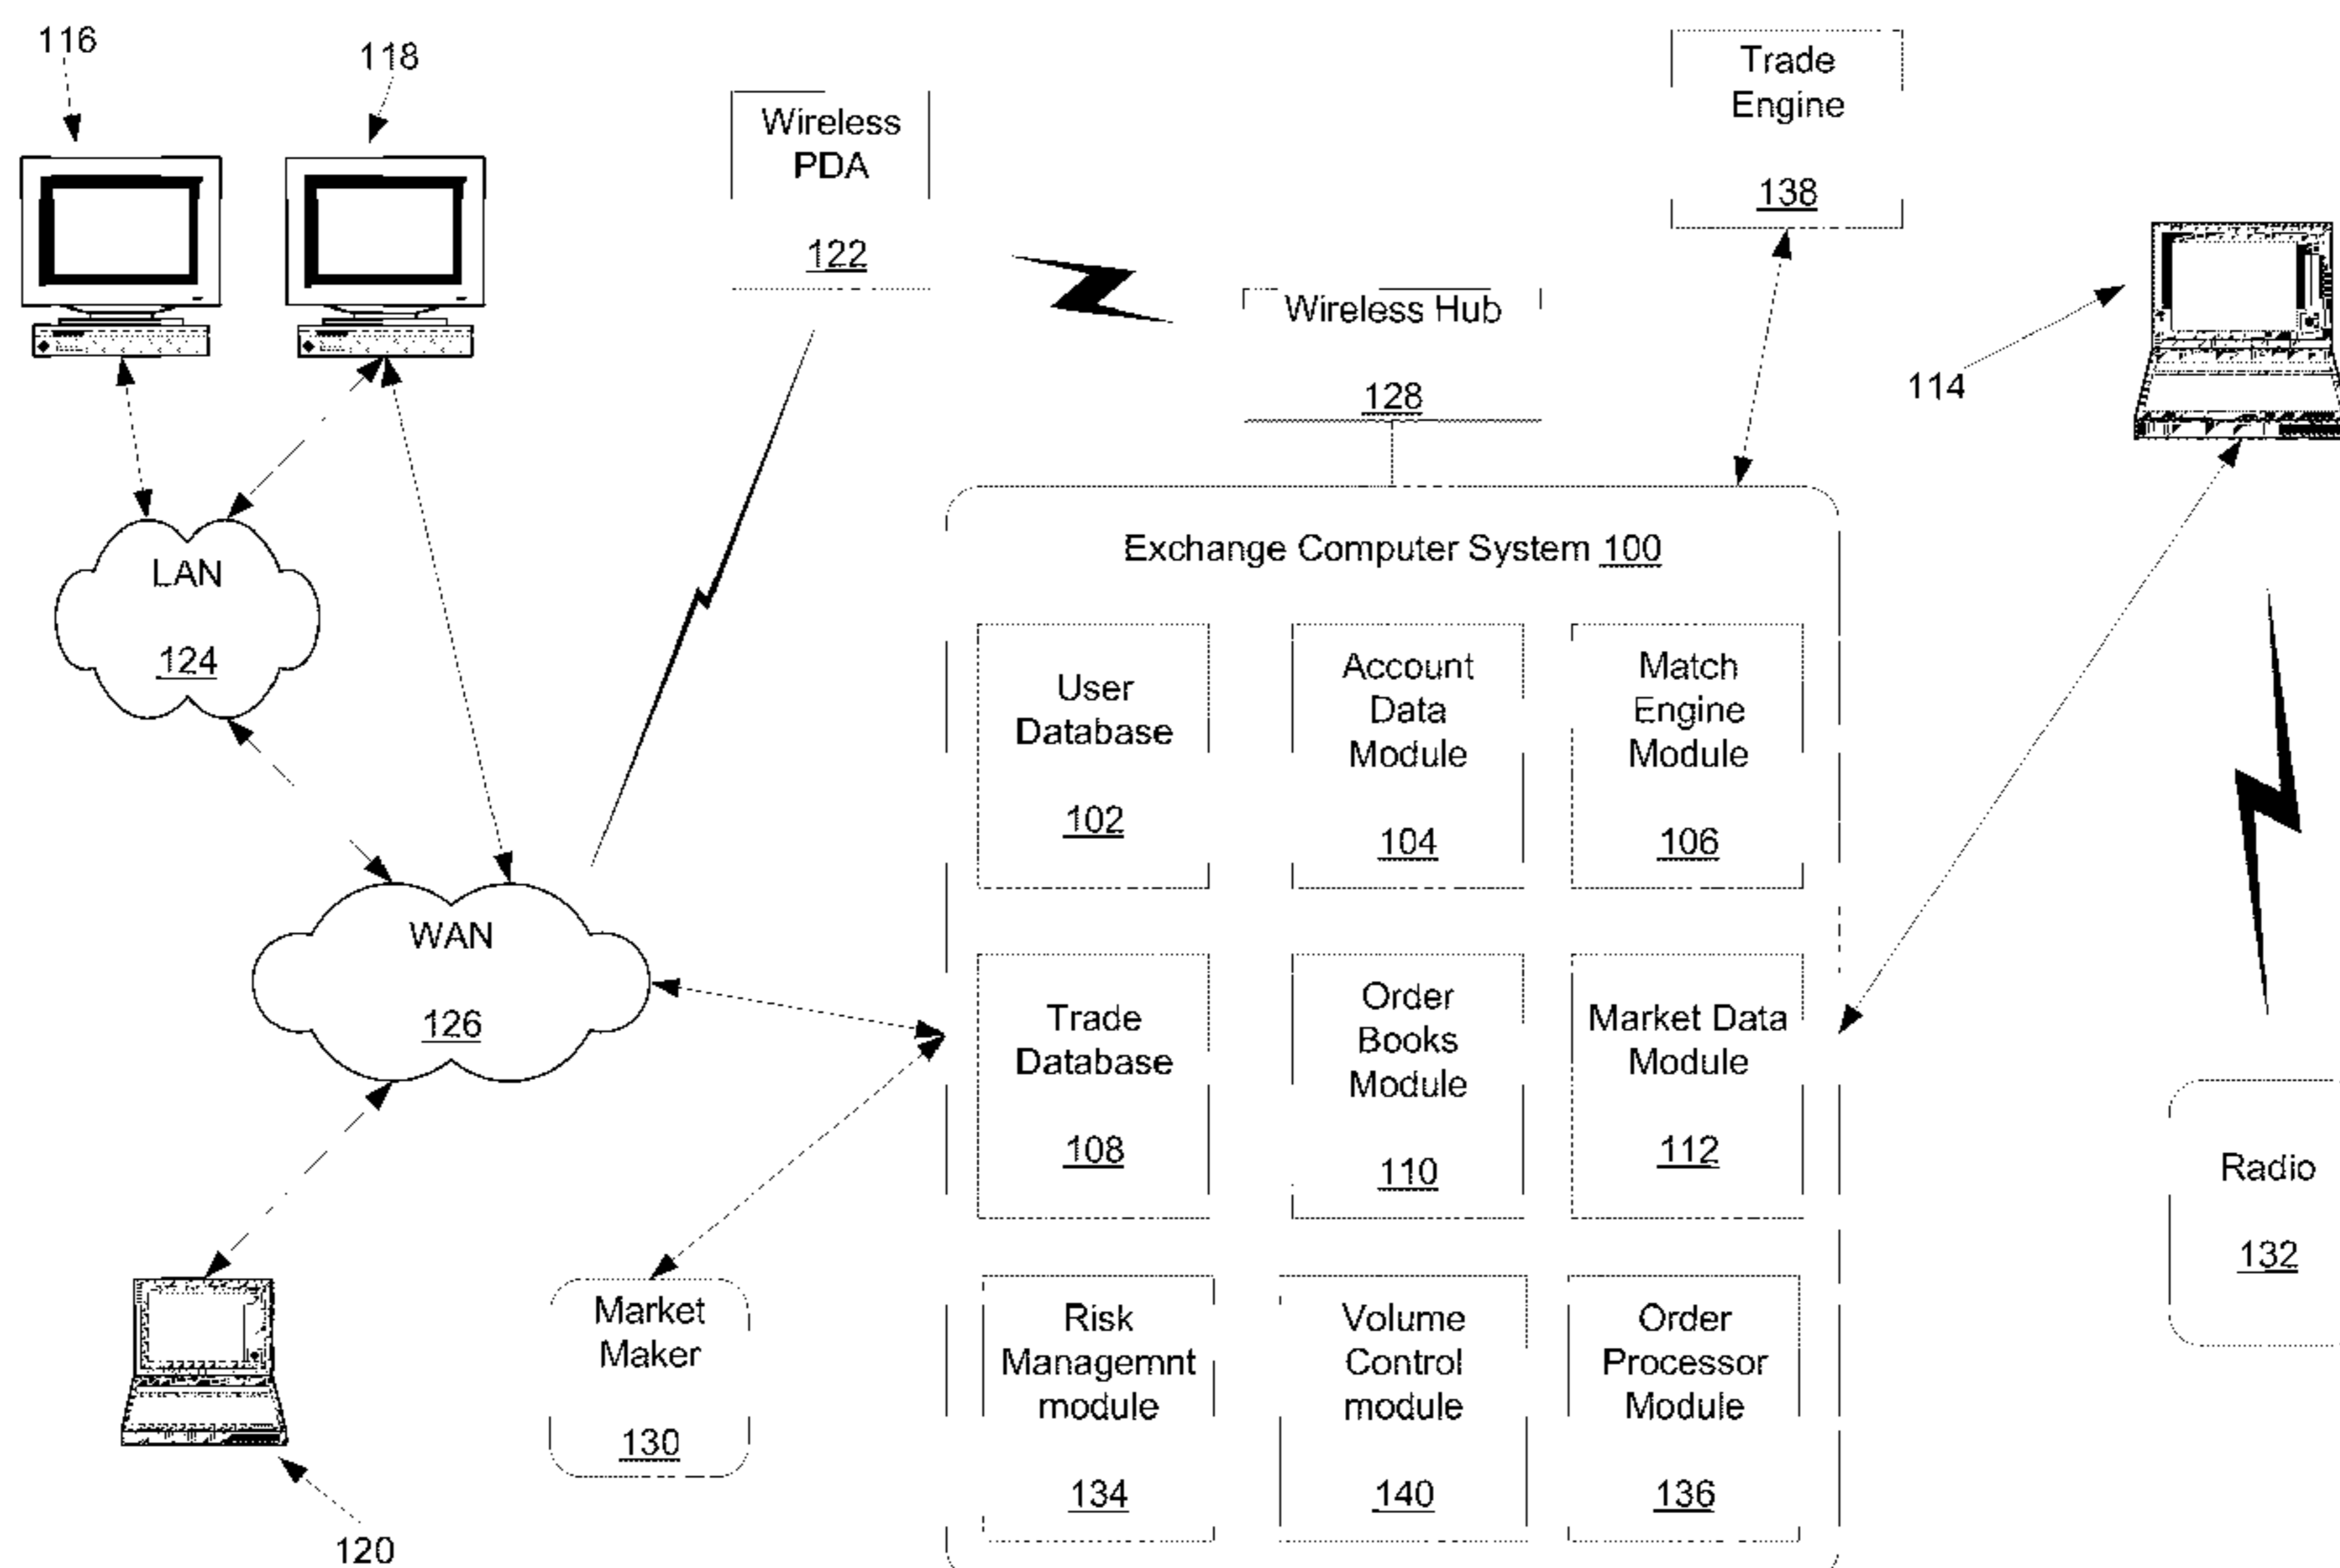 116
118
Wireless
PDA
122
Trade
Engine
138
Wireless Hub
128
114
LAN
124
Exchange Computer System 100
User
Database
102
Account
Data
Module
104
Match
Engine
Module
106
WAN
126
Trade
Database
108
Order
Books
Module
110
Market Data
Module
112
Radio
132
Market
Maker
130
Risk
Managemnt
module
134
Volume
Control
module
140
Order
Processor
Module
136
120